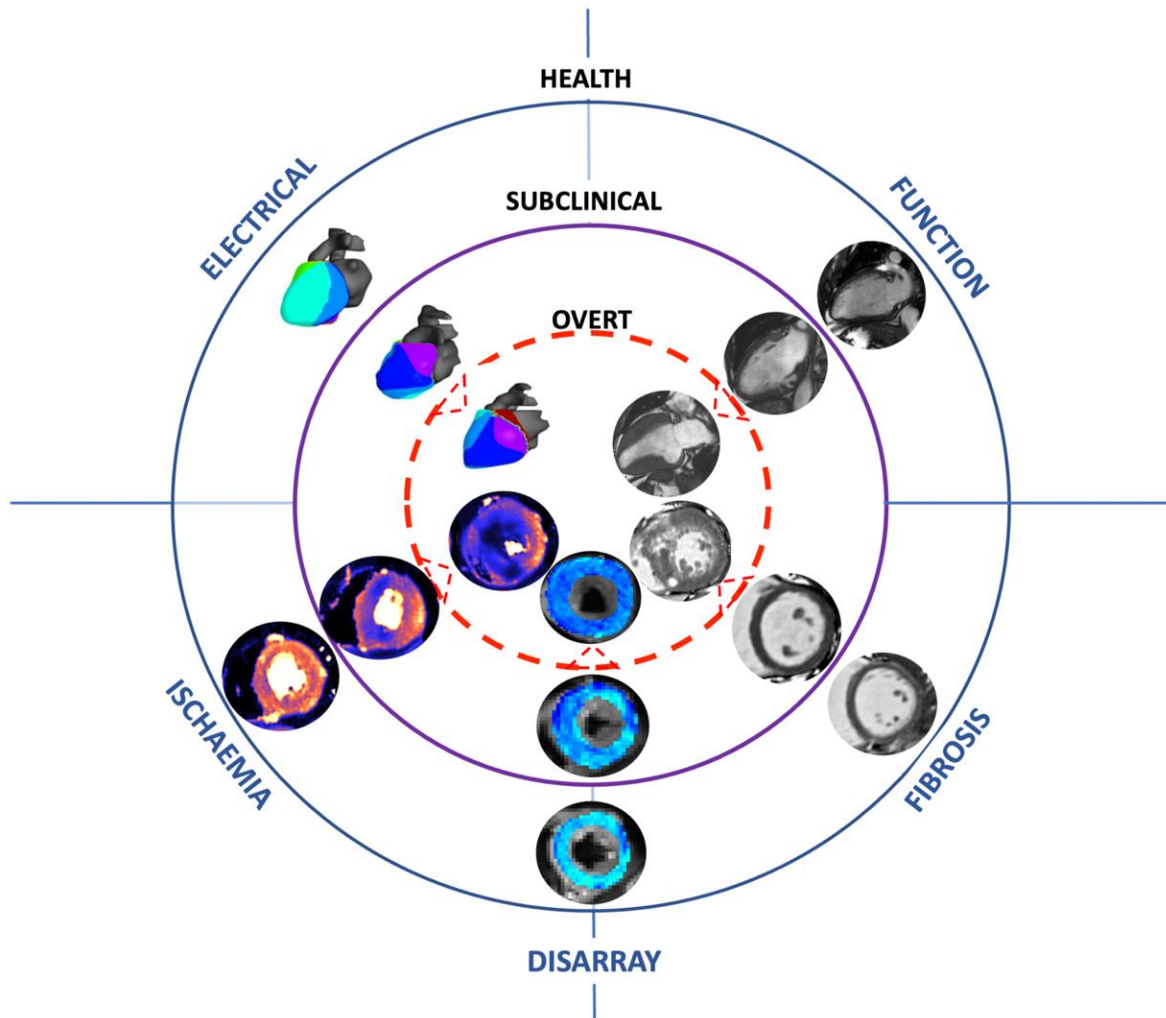 HEALTH
ELECTRICAL
FUNCTION
SUBCLINICAL
OVERT
ISCHAEMIA
FIBROSIS
DISARRAY